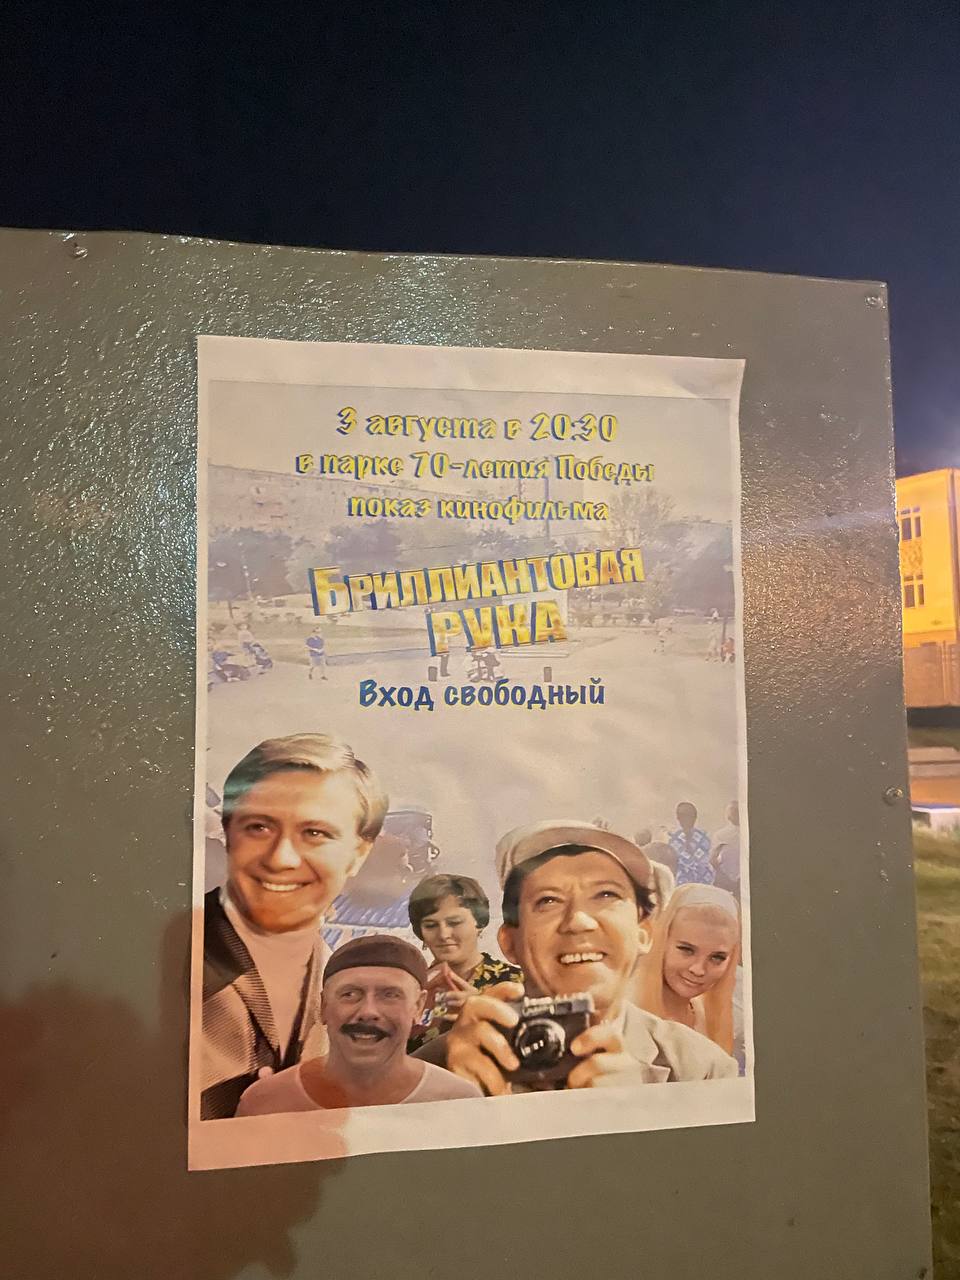 3 августа в 20:30
в парке 70-летия Победы
показ кинофильма
БРИЛЛИАНТОВАЯ
РУКА
Вход свободный